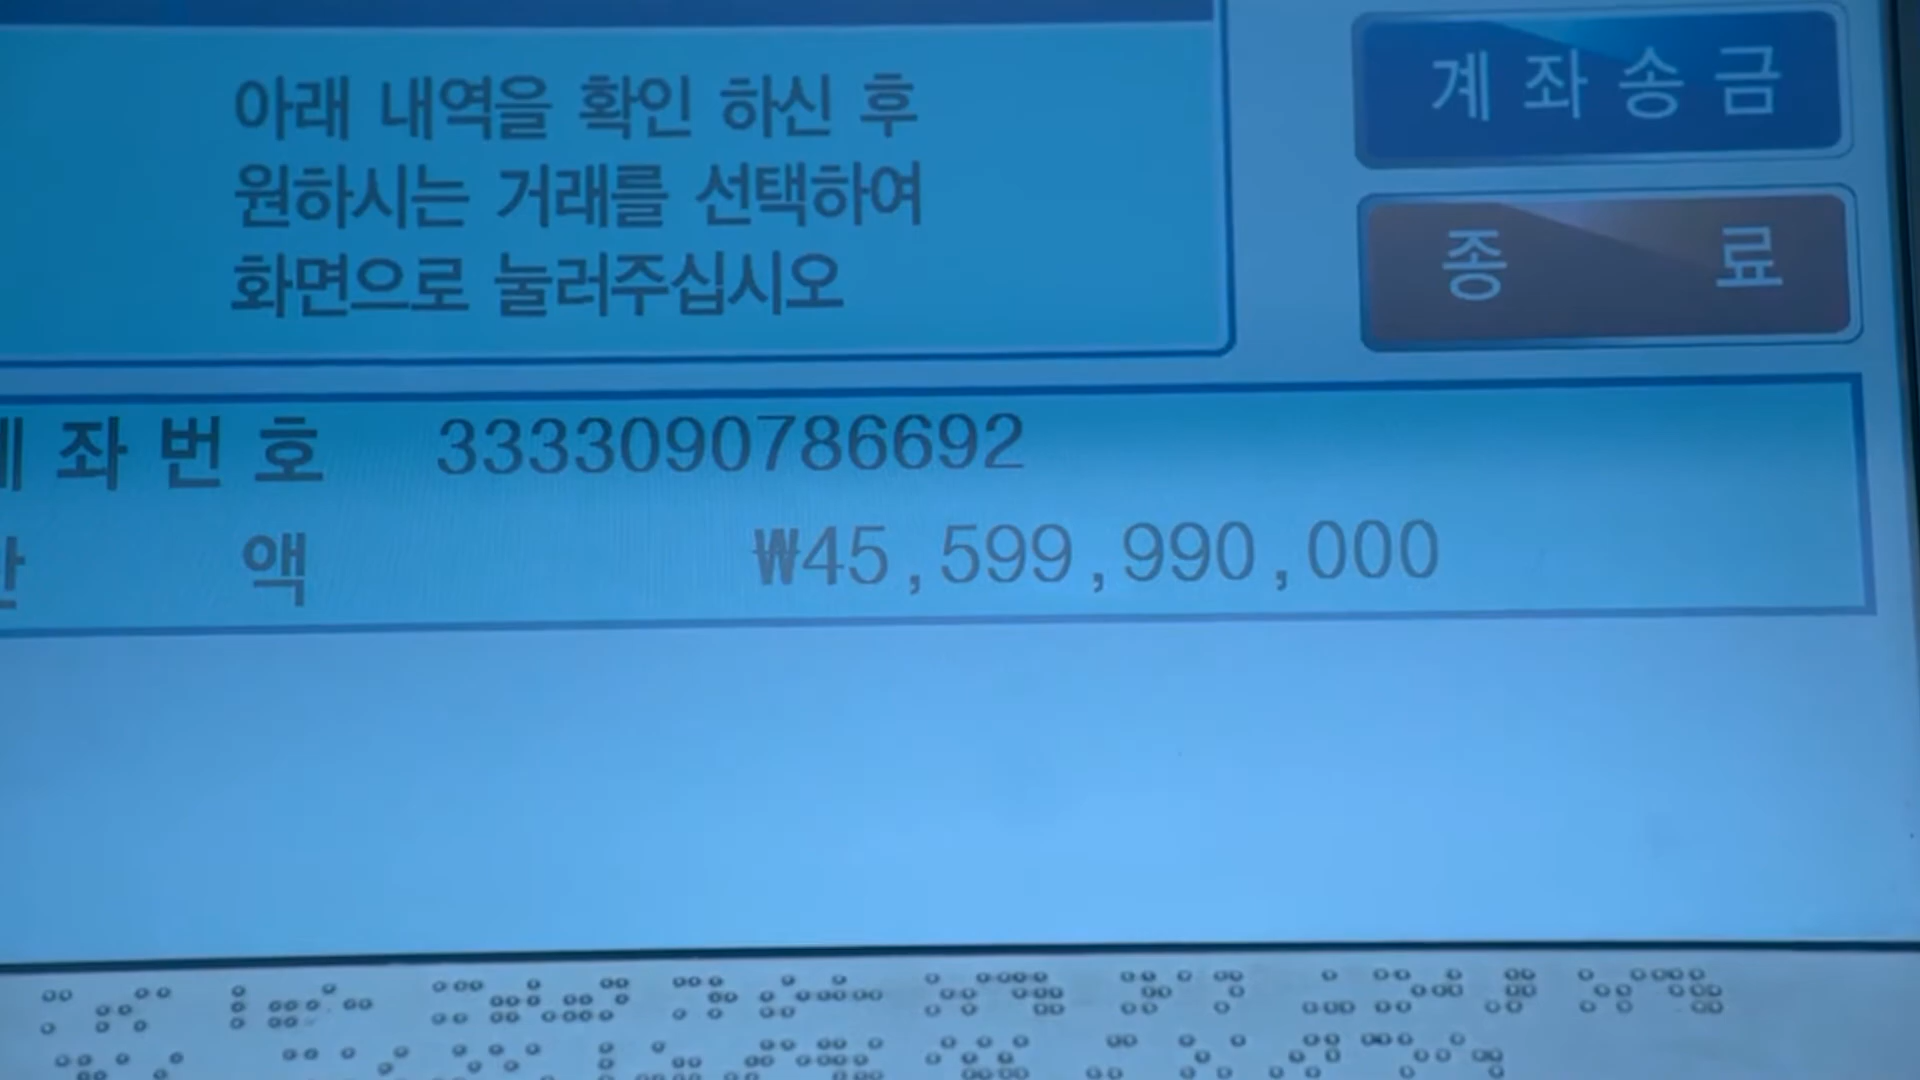 아래 내역을 확인 하신 후
원하시는 거래를 선택하여
화면으로 눌러주십시오
계좌송금
종 료
계좌번호 3333090786692
잔 액 ₩45,599,990,000